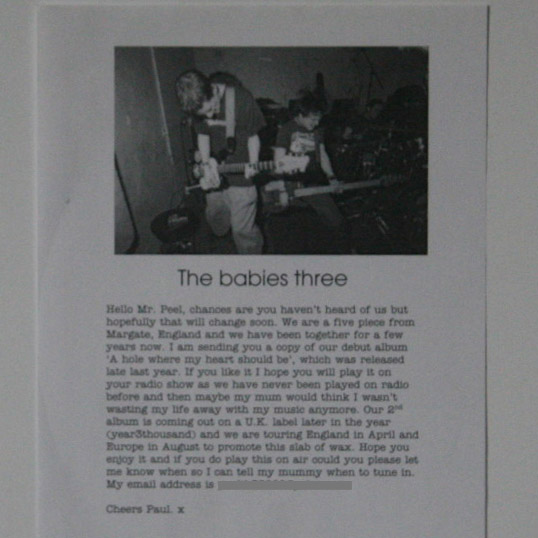 The babies three
Hello Mr. Peel, chances are you haven't heard of us but
hopefully that will change soon. We are a five piece from
Margate, England and we have been together for a few
years now. I am sending you a copy of our debut album
'A hole where my heart should be', which was released
late last year. If you like it I hope you will play it on
your radio show as we have never been played on radio
before and then maybe my mum would think I wasn't
wasting my life away with my music anymore. Our 2nd
album is coming out on a U.K. label later in the year
(year3thousand) and we are touring England in April and
Europe in August to promote this slab of wax. Hope you
enjoy it and if you do play this on air could you please let
me know when so I can tell my mummy when to tune in.
My email address is
Cheers Paul. x